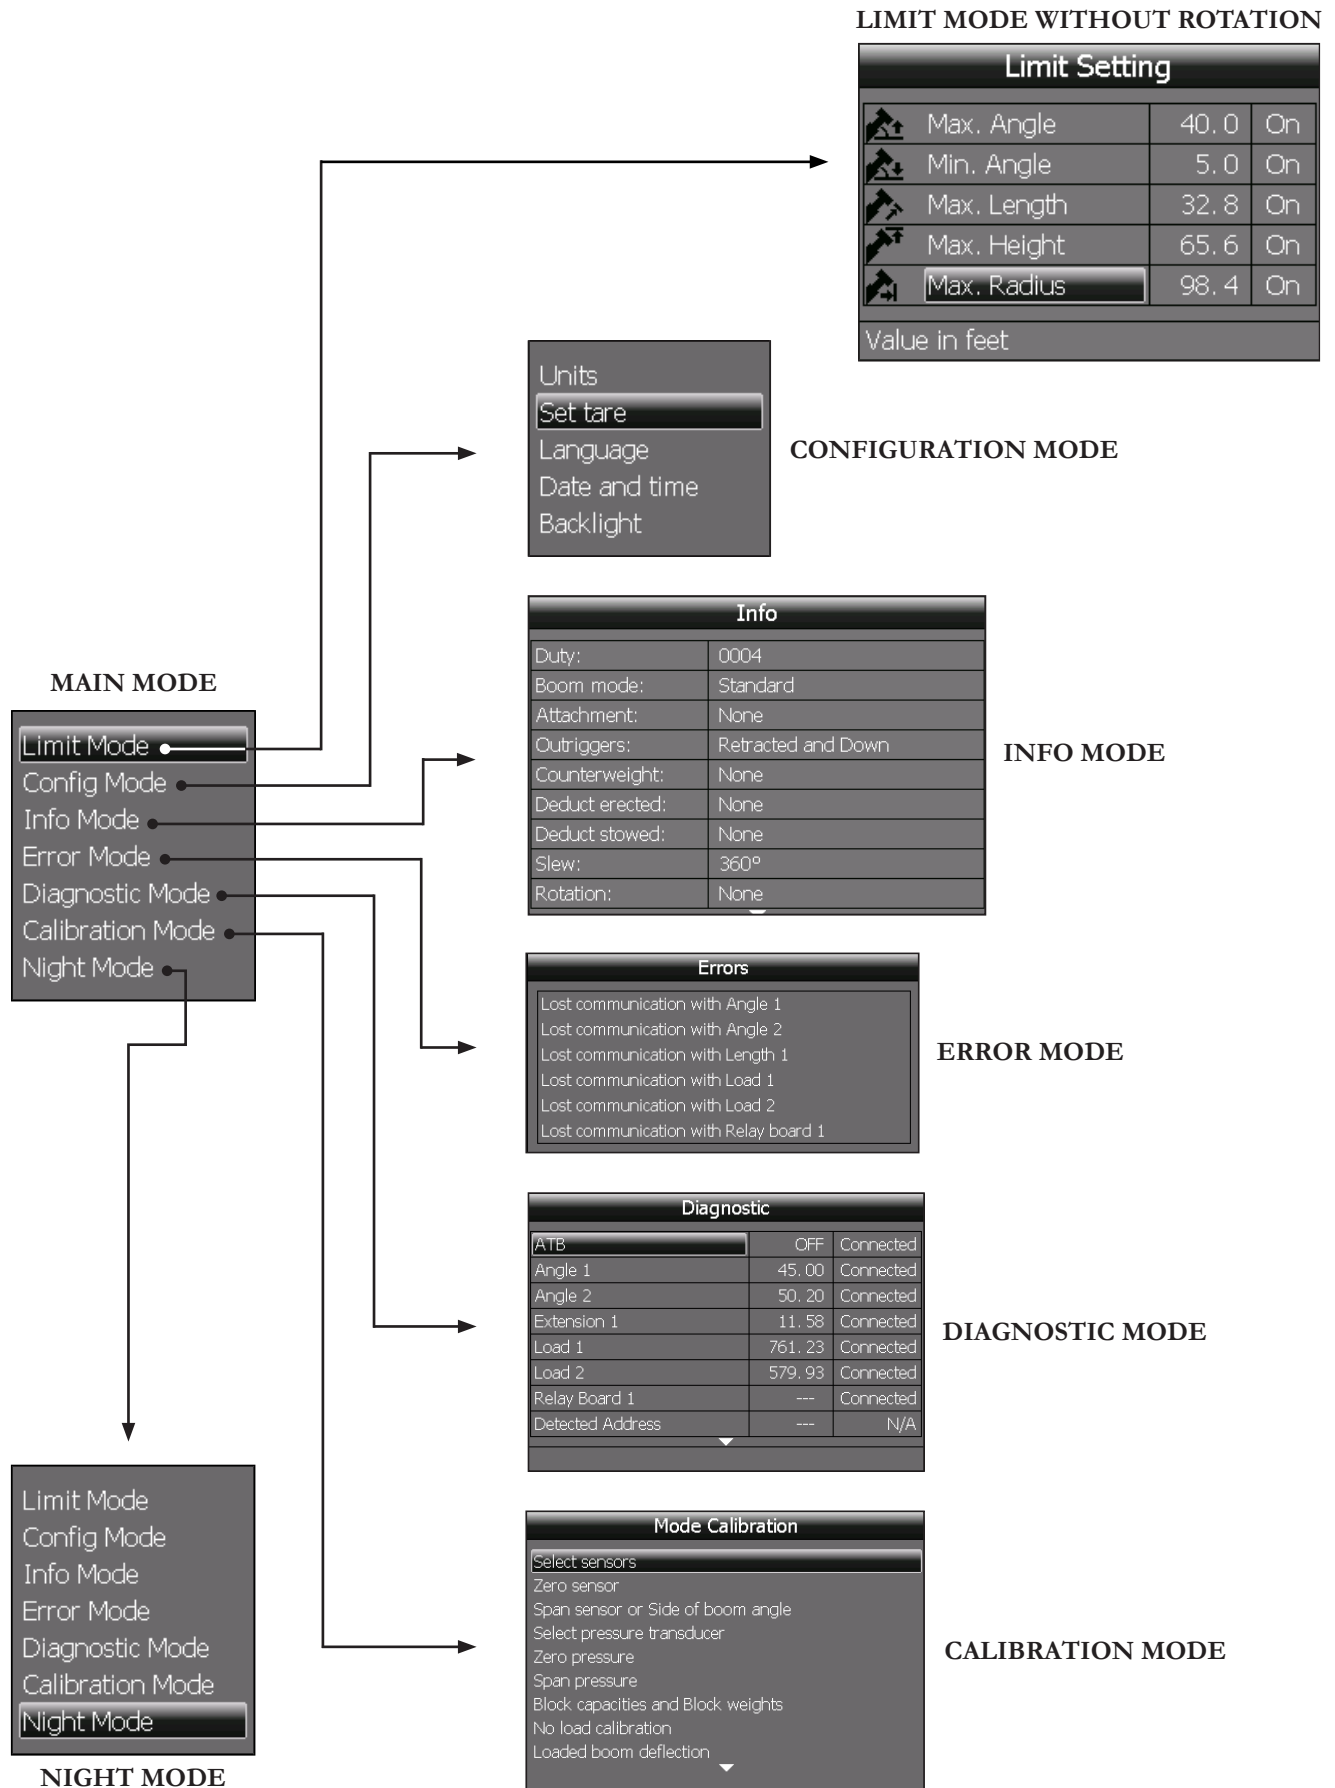 LIMIT MODE WITHOUT ROTATION
Limit Setting
Max. Angle 40.0 On
Min. Angle 5.0 On
Max. Length 32.8 On
Max. Height 65.6 On
Max. Radius 98.4 On
Value in feet
Units
Set tare
Language
Date and time
Backlight
CONFIGURATION MODE
Info
Duty: 0004
Boom mode: Standard
Attachment: None
Outriggers: Retracted and Down
Counterweight: None
Deduct erected: None
Deduct stowed: None
Slew: 360°
Rotation: None
INFO MODE
MAIN MODE
Limit Mode
Config Mode
Info Mode
Error Mode
Diagnostic Mode
Calibration Mode
Night Mode
Errors
Lost communication with Angle 1
Lost communication with Angle 2
Lost communication with Length 1
Lost communication with Load 1
Lost communication with Load 2
Lost communication with Relay board 1
ERROR MODE
Diagnostic
ATB OFF Connected
Angle 1 45.00 Connected
Angle 2 50.20 Connected
Extension 1 11.58 Connected
Load 1 761.23 Connected
Load 2 579.93 Connected
Relay Board 1 --- Connected
Detected Address --- N/A
DIAGNOSTIC MODE
Limit Mode
Config Mode
Info Mode
Error Mode
Diagnostic Mode
Calibration Mode
Night Mode
NIGHT MODE
Mode Calibration
Select sensors
Zero sensor
Span sensor or Side of boom angle
Select pressure transducer
Zero pressure
Span pressure
Block capacities and Block weights
No load calibration
Loaded boom deflection
CALIBRATION MODE